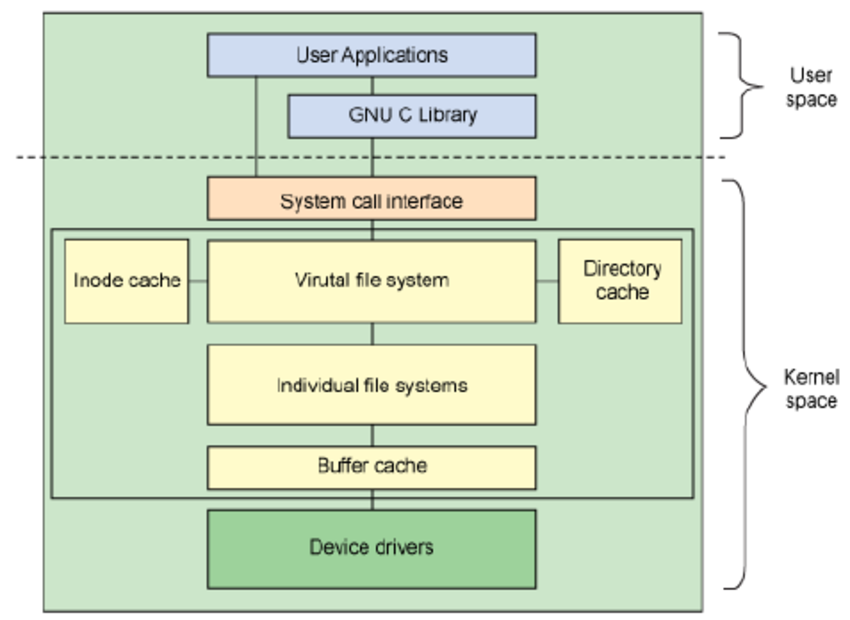 User Applications
User
space
GNU C Library
System call interface
Inode cache
Virutal file system
Directory
cache
Individual file systems
Kernel
space
Buffer cache
Device drivers